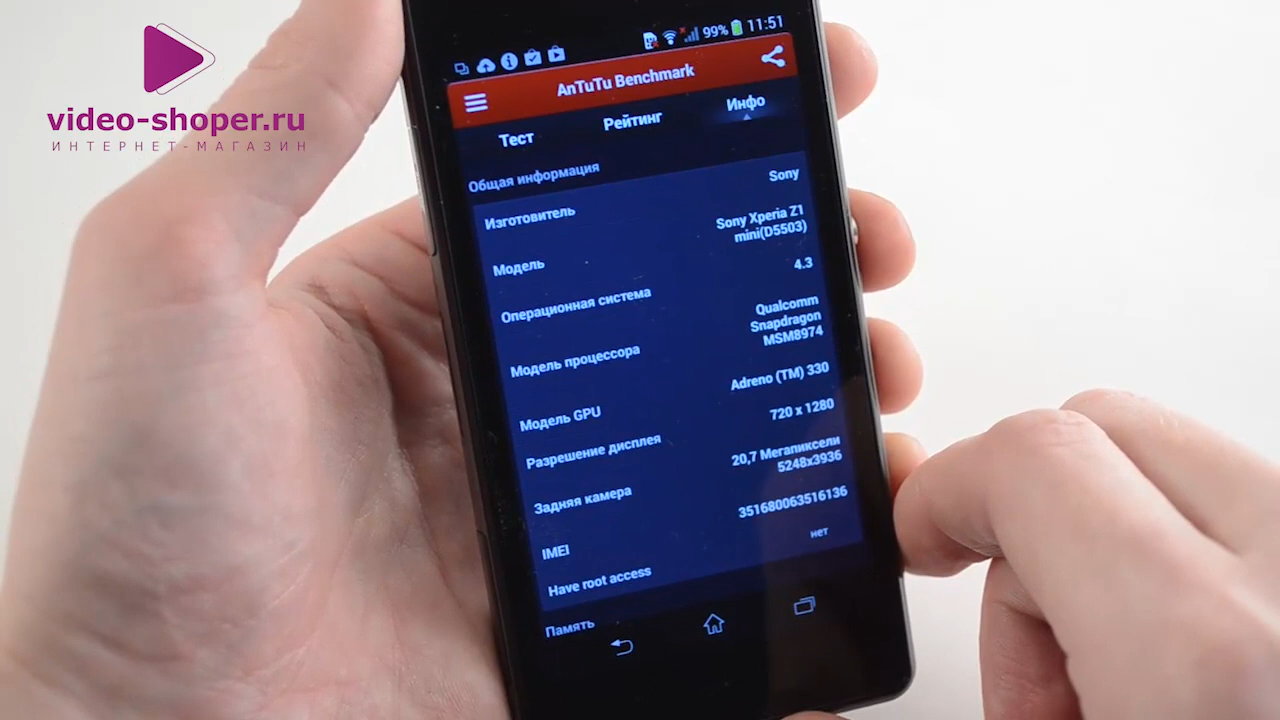 video-shoper.ru
ИНТЕРНЕТ-МАГАЗИН
99% 11:51
AnTuTu Benchmark
Тест Рейтинг Инфо
Общая информация
Изготовитель Sony
Модель Sony Xperia Z1
mini(D5503)
Операционная система 4.3
Модель процессора Qualcomm
Snapdragon
MSM8974
Модель GPU Adreno (TM) 330
Разрешение дисплея 720 x 1280
Задняя камера 20,7 Мегапиксели
5248x3936
IMEI 351680063516136
Have root access нет
Память